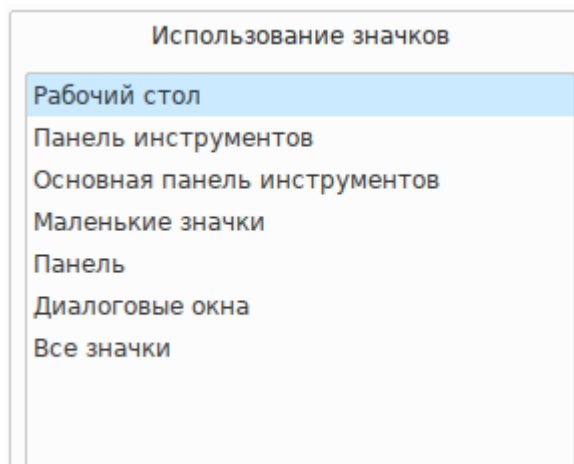 Использование значков
Рабочий стол
Панель инструментов
Основная панель инструментов
Маленькие значки
Панель
Диалоговые окна
Все значки